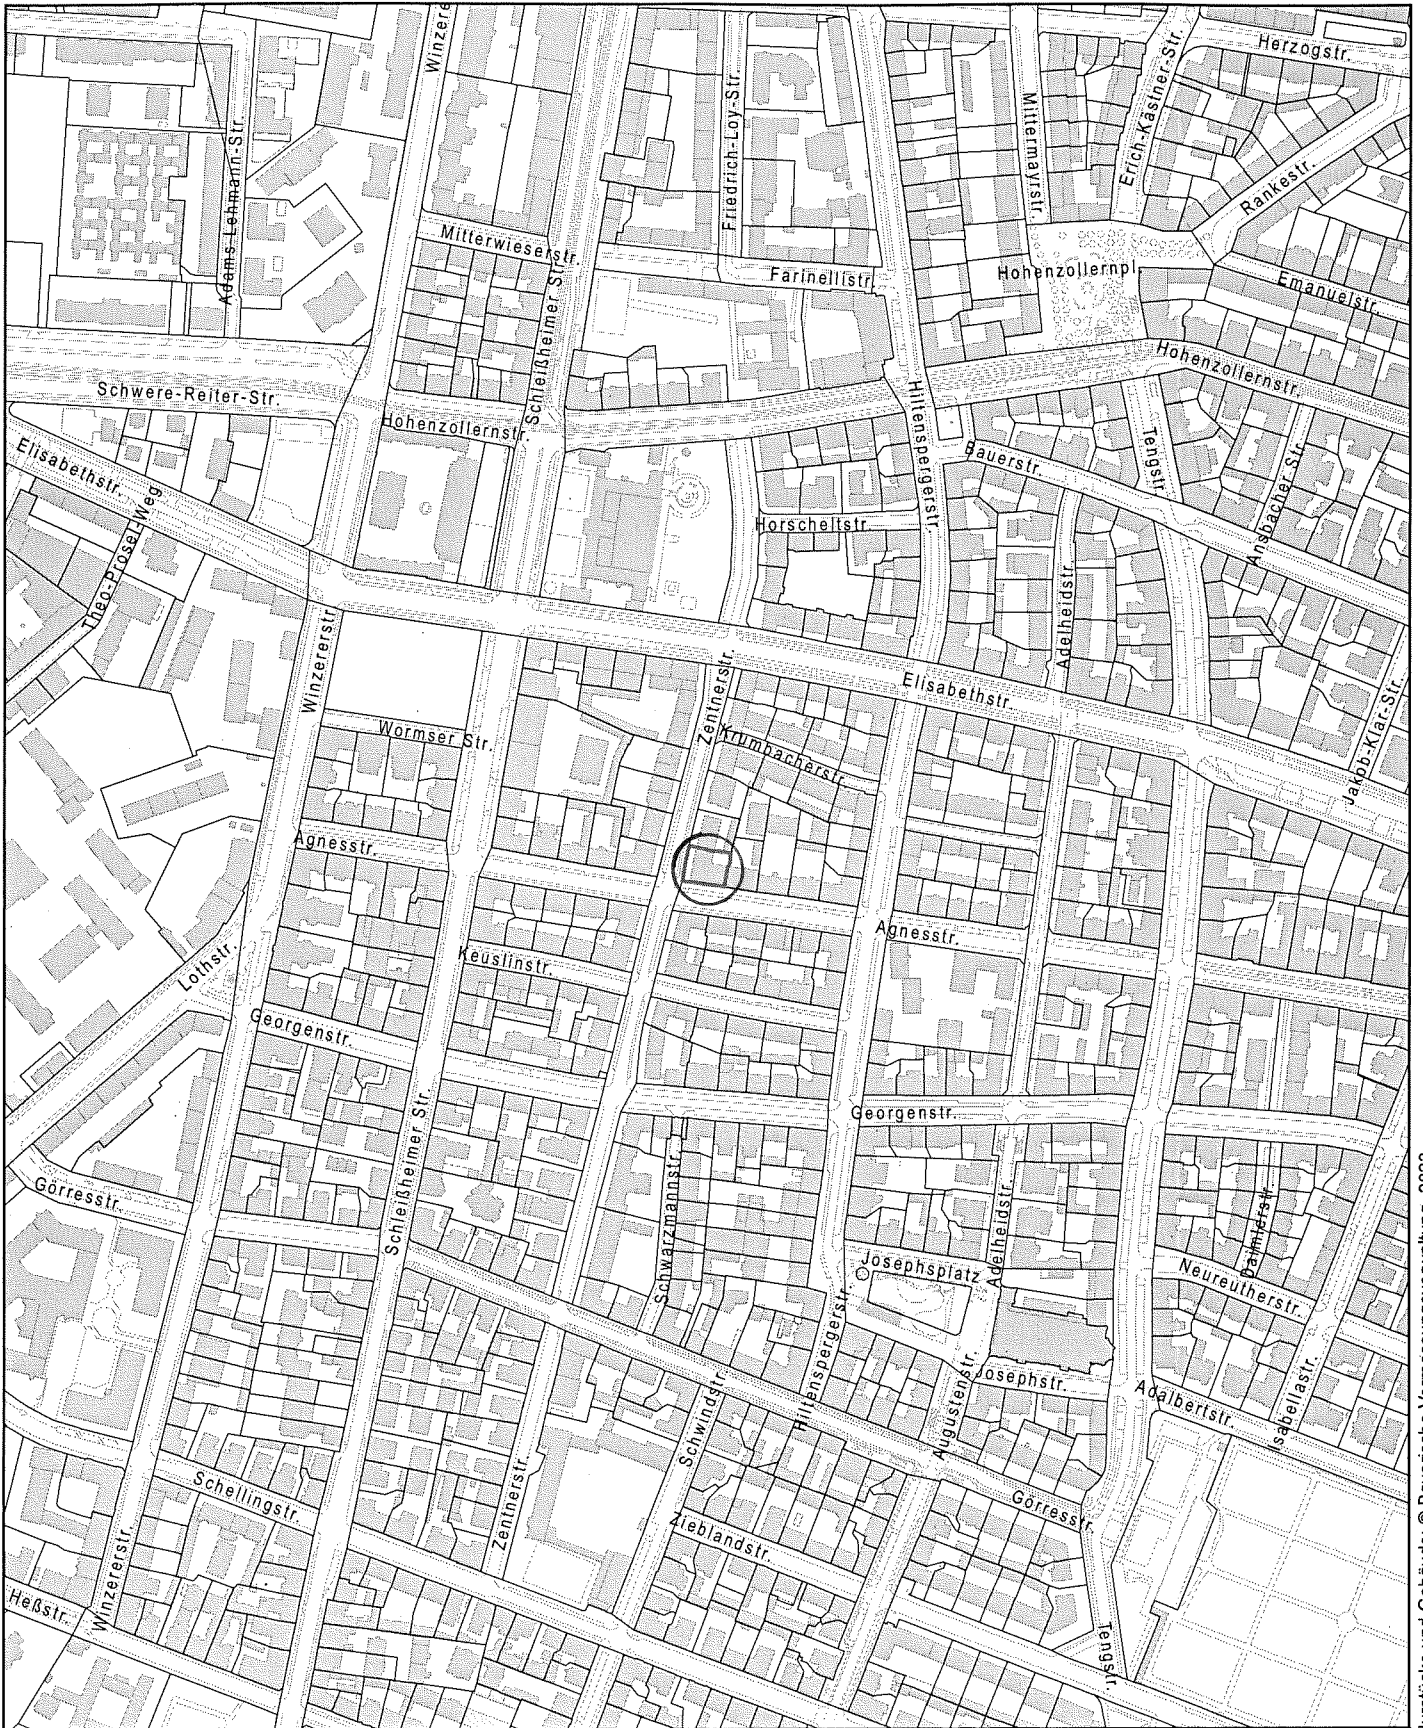 Herzogstr.
Winzere
Friedrich-Loy-Str.
Mittermayrstr.
Erich-Kästner-Str.
Adams-Lehmann-Str.
Rankestr.
Mitterwieserstr.
Farinellistr.
Hohenzollernpl.
Emanuelstr.
Schleißheimer Str.
Schwere-Reiter-Str.
Hohenzollernstr.
Hohenzollernstr.
Hiltenspergerstr.
Elisabethstr.
Bauerstr.
Tengstr.
Ansbacher Str.
Theo-Prosel-Weg
Horscheltstr.
Adelheidstr.
Winzererstr.
Zentnerstr.
Elisabethstr.
Jakob-Klar-Str.
Wormser Str.
Krumbacherstr.
Agnesstr.
Agnesstr.
Keuslinstr.
Lothstr.
Georgenstr.
Georgenstr.
Schleißheimer Str.
Görresstr.
Schwarzmannstr.
Adelheidstr.
Daimlerstr.
Josephsplatz
Neureutherstr.
Hiltenspergerstr.
Josephstr.
Adalbertstr.
Isabellastr.
Augustenstr.
Schwindstr.
Schellingstr.
Zentnerstr.
Görresstr.
Zieblandstr.
Winzererstr.
Heßstr.
Tengstr.